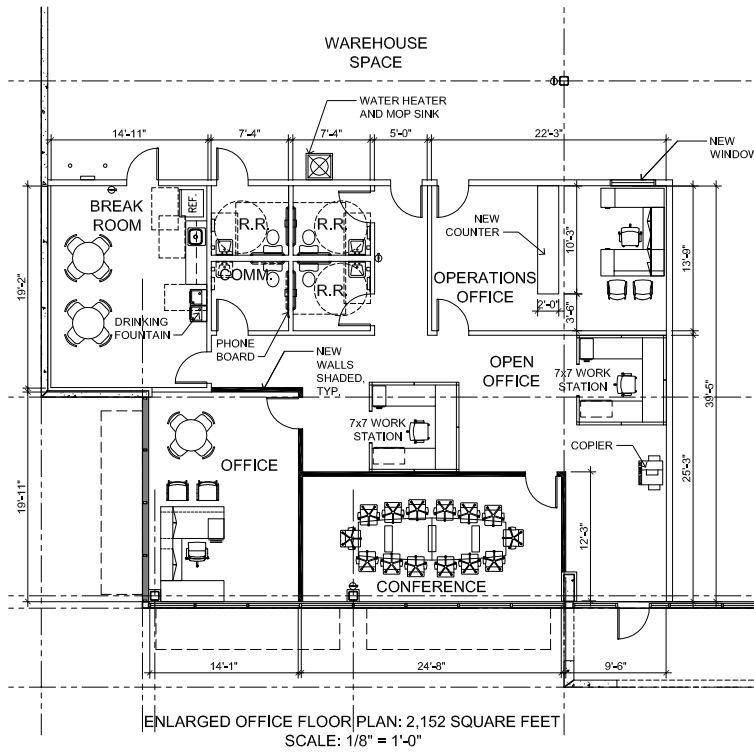 WAREHOUSE
SPACE
WATER HEATER
AND MOP SINK
14'-11"
7'-4"
7'-4"
5'-0"
22'-3"
NEW
WINDOW
BREAK
ROOM
REF.
R.R.
R.R.
NEW
COUNTER
10'-3"
13'-9"
19'-2"
COMM.
R.R.
OPERATIONS
OFFICE
2'-0"
3'-6"
DRINKING
FOUNTAIN
PHONE
BOARD
NEW
WALLS
SHADED,
TYP.
OPEN
OFFICE
7x7 WORK
STATION
39'-5"
7x7 WORK
STATION
COPIER
OFFICE
25'-3"
19'-11"
12'-3"
CONFERENCE
14'-1"
24'-8"
9'-6"
ENLARGED OFFICE FLOOR PLAN: 2,152 SQUARE FEET
SCALE: 1/8" = 1'-0"